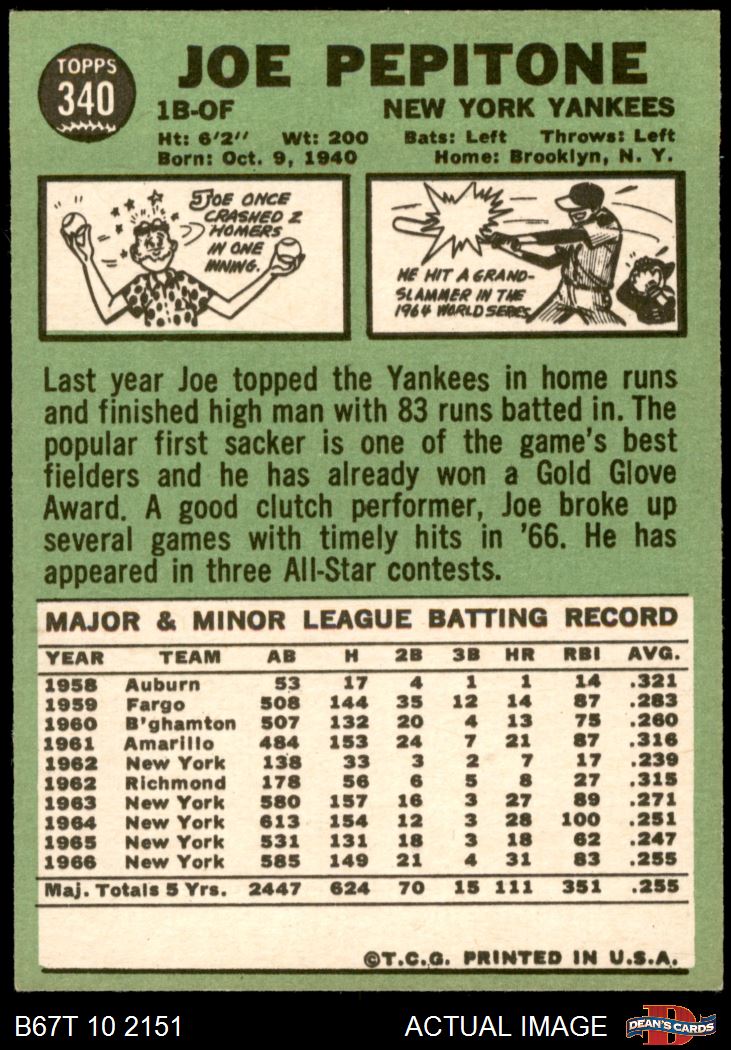 TOPPS
340
JOE PEPITONE
1B-OF NEW YORK YANKEES
Ht: 6'2" Wt: 200 Bats: Left Throws: Left
Born: Oct. 9, 1940 Home: Brooklyn, N. Y.
JOE ONCE
CRASHED 2
HOMERS
IN ONE
INNING.
HE HIT A GRAND-
SLAMMER IN THE
1964 WORLD SERIES
Last year Joe topped the Yankees in home runs
and finished high man with 83 runs batted in. The
popular first sacker is one of the game's best
fielders and he has already won a Gold Glove
Award. A good clutch performer, Joe broke up
several games with timely hits in '66. He has
appeared in three All-Star contests.
MAJOR & MINOR LEAGUE BATTING RECORD
YEAR TEAM AB H 2B 3B HR RBI AVG.
1958 Auburn 53 17 4 1 1 14 .321
1959 Fargo 508 144 35 12 14 87 .283
1960 B'ghamton 507 132 20 4 13 75 .260
1961 Amarillo 484 153 24 7 21 87 .316
1962 New York 138 33 3 2 7 17 .239
1962 Richmond 178 56 6 5 8 27 .315
1963 New York 580 157 16 3 27 89 .271
1964 New York 613 154 12 3 28 100 .251
1965 New York 531 131 18 3 18 62 .247
1966 New York 585 149 21 4 31 83 .255
Maj. Totals 5 Yrs. 2447 624 70 15 111 351 .255
©T.C.G. PRINTED IN U.S.A.
B67T 10 2151 ACTUAL IMAGE
DEAN'S CARDS